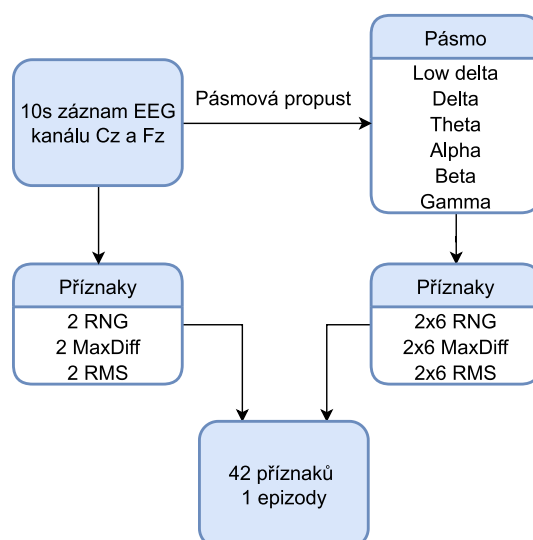 10s záznam EEG
kanálu Cz a Fz
Pásmová propust
Pásmo
Low delta
Delta
Theta
Alpha
Beta
Gamma
Příznaky
2 RNG
2 MaxDiff
2 RMS
Příznaky
2x6 RNG
2x6 MaxDiff
2x6 RMS
42 příznaků
1 epizody